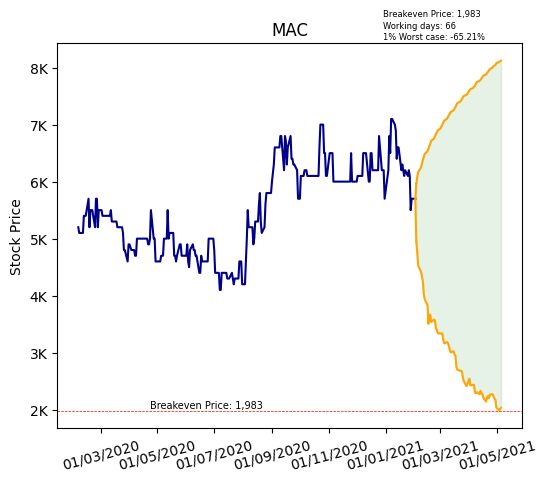 Breakeven Price: 1,983
Working days: 66
1% Worst case: -65.21%
MAC
8K
7K
6K
5K
4K
3K
2K
Stock Price
Breakeven Price: 1,983
01/03/2020
01/05/2020
01/07/2020
01/09/2020
01/11/2020
01/01/2021
01/03/2021
01/05/2021